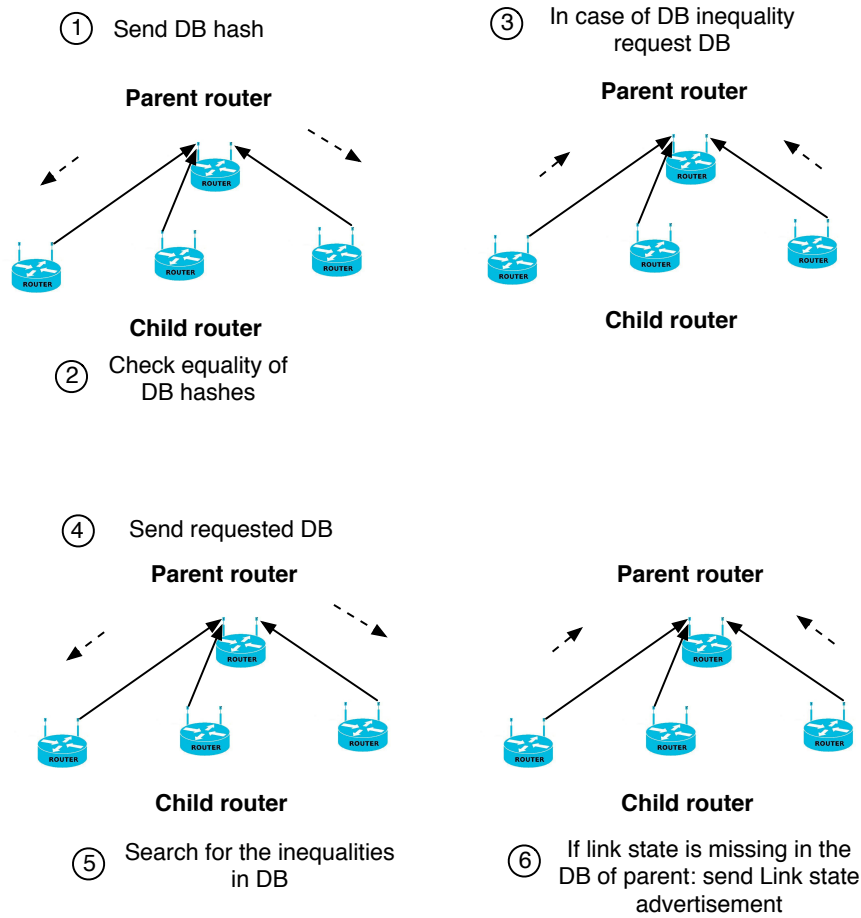 1 Send DB hash
Parent router
ROUTER
ROUTER
ROUTER
ROUTER
Child router
2 Check equality of
DB hashes
3 In case of DB inequality
request DB
Parent router
ROUTER
ROUTER
ROUTER
ROUTER
Child router
4 Send requested DB
Parent router
ROUTER
ROUTER
ROUTER
ROUTER
Child router
5 Search for the inequalities
in DB
Parent router
ROUTER
ROUTER
ROUTER
ROUTER
Child router
6 If link state is missing in the
DB of parent: send Link state
advertisement